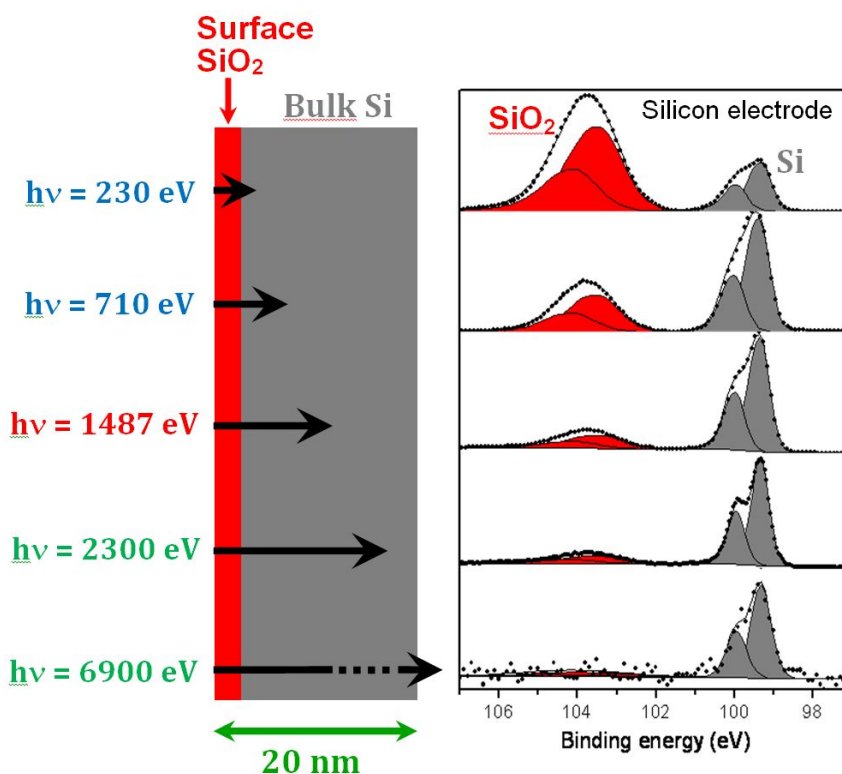 Surface
SiO₂
Bulk Si
hν = 230 eV
hν = 710 eV
hν = 1487 eV
hν = 2300 eV
hν = 6900 eV
20 nm
SiO₂
Silicon electrode
Si
106 104 102 100 98
Binding energy (eV)